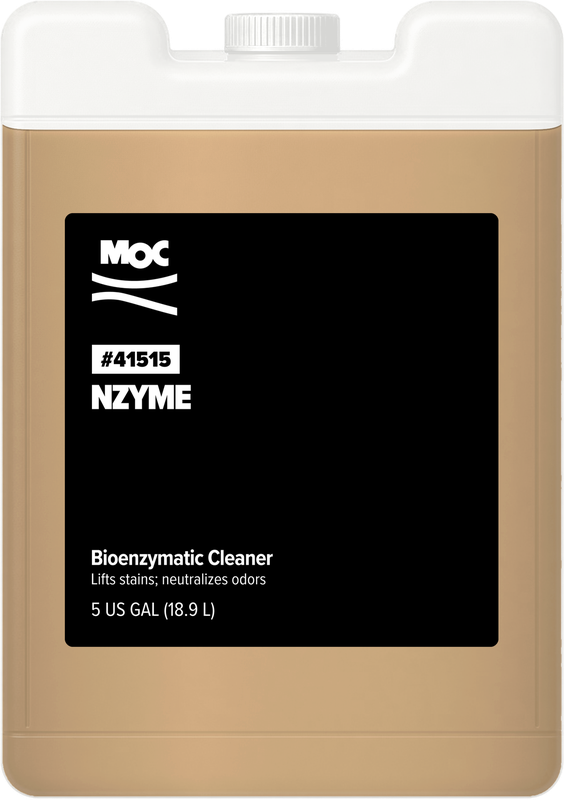 MOC
#41515
NZYME
Bioenzymatic Cleaner
Lifts stains; neutralizes odors
5 US GAL (18.9 L)